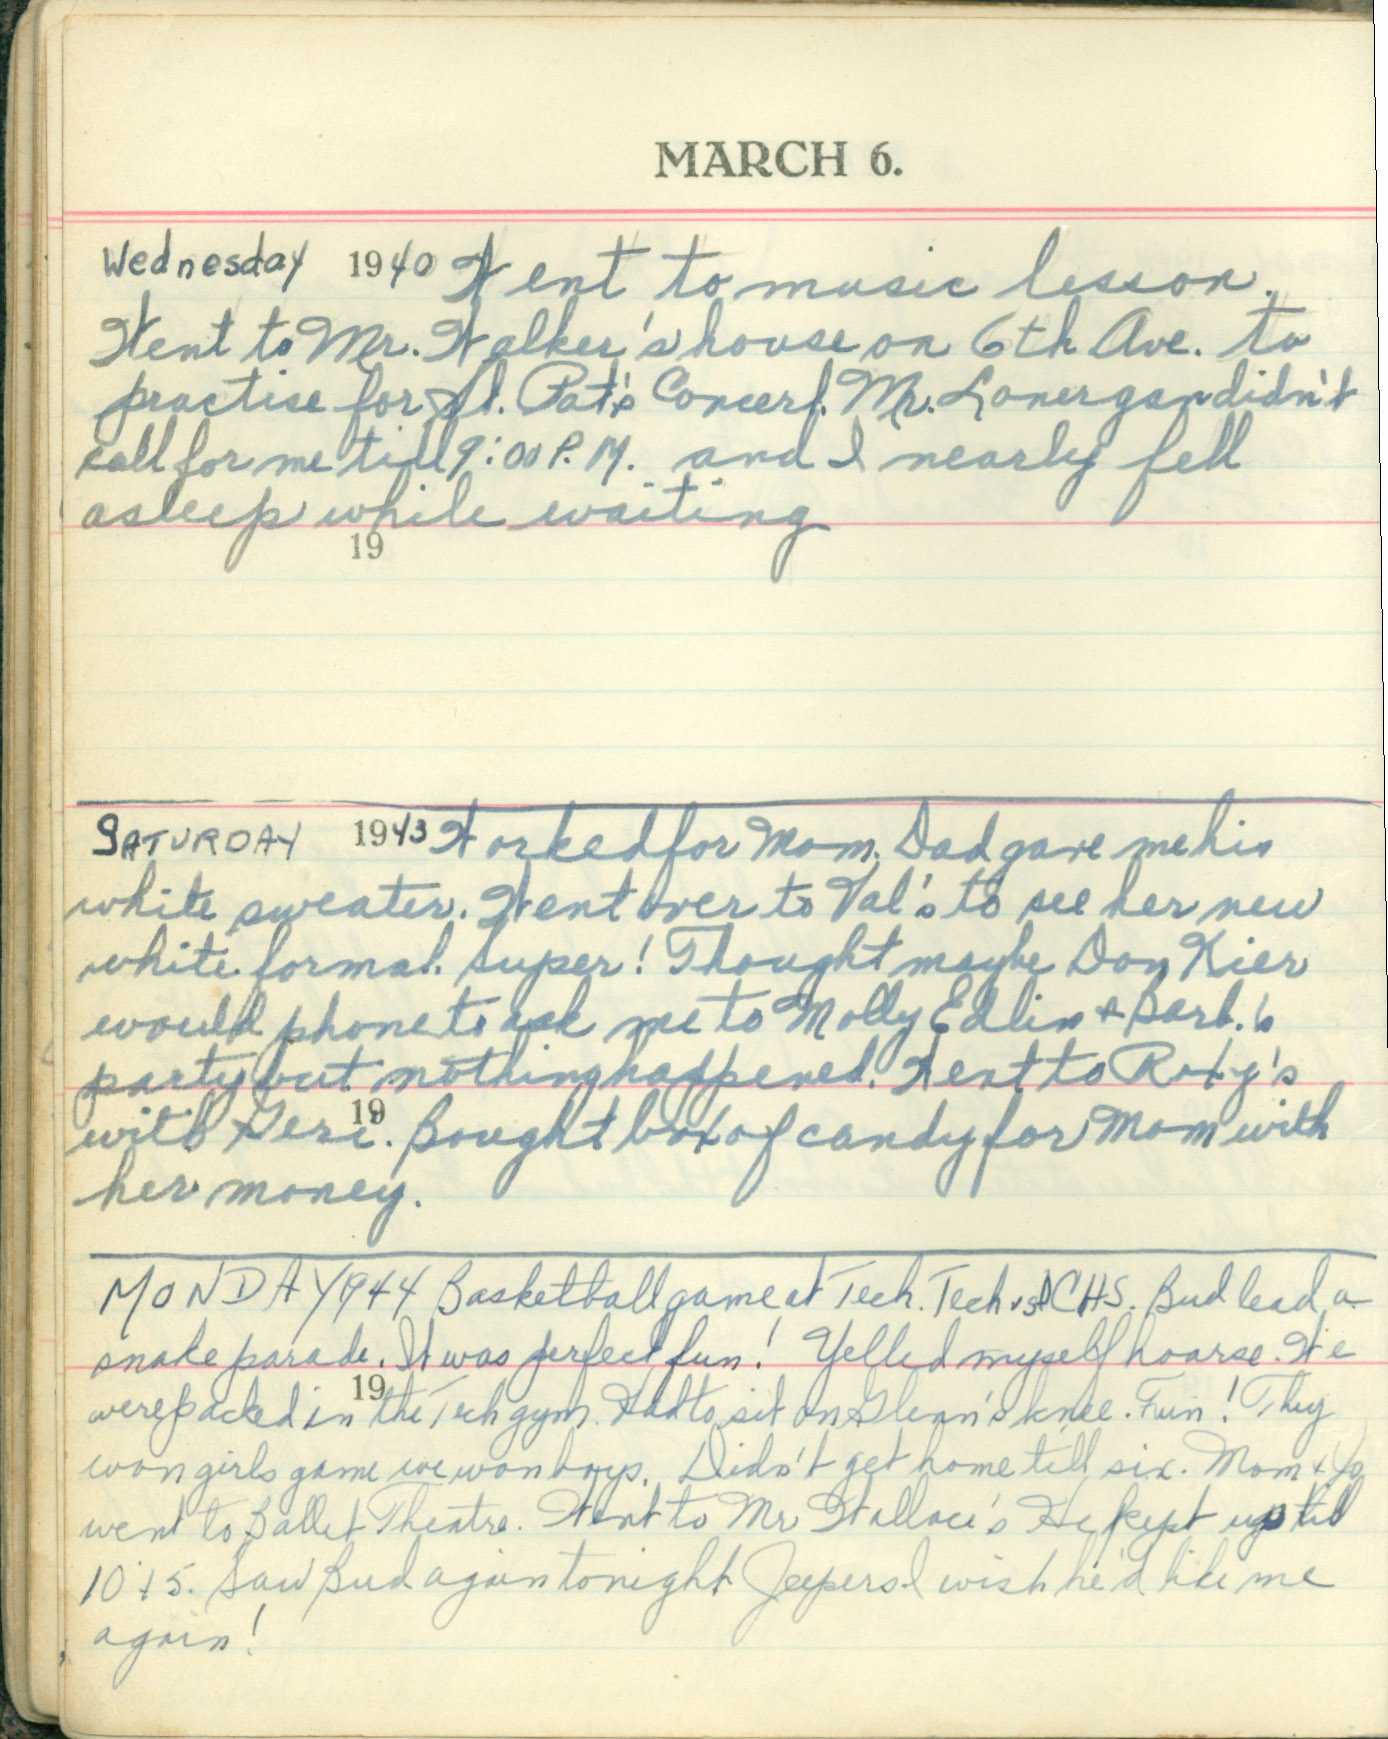 MARCH 6.
Wednesday 1940 Went to music lesson.
Went to Mr. Walker's house on 6th Ave. to
practise for St. Pat's Concert. Mr. Lonergan didn't
call for me till 9:00 P.M. and I nearly fell
asleep while waiting
19
SATURDAY 1943 Worked for Mom. Dad gave me his
white sweater. Went over to Val's to see her new
white formal. Super! Thought maybe Don Kier
would phone to ask me to Molly Edlin + Barb.'s
party but nothing happened. Went to Roxy's
19
with Geri. Bought box of candy for Mom with
her money.
MONDAY 1944 Basketball game at Tech. Tech vs CHS. Bud lead a
snake parade. It was perfect fun! Yelled myself hoarse. We
19
were packed in the Tech gym. Had to sit on Glenn's knee. Fun! They
won girls game we won boys. Didn't get home till six. Mom + Yo
went to Ballet Theatre. Went to Mr Wallace's He kept up till
10:15. Saw Bud again tonight Jeepers I wish he'd like me
again!